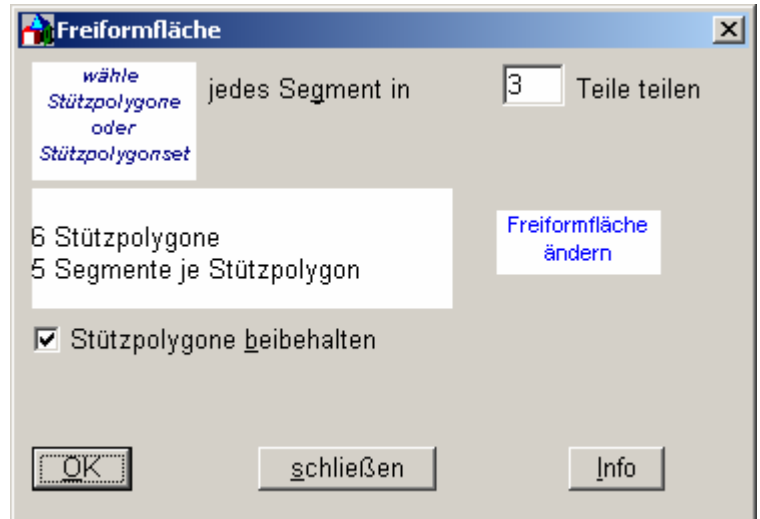 Freiformfläche
wähle
Stützpolygone
oder
Stützpolygonset
jedes Segment in 3 Teile teilen
6 Stützpolygone
5 Segmente je Stützpolygon
Freiformfläche
ändern
Stützpolygone beibehalten
OK schließen Info